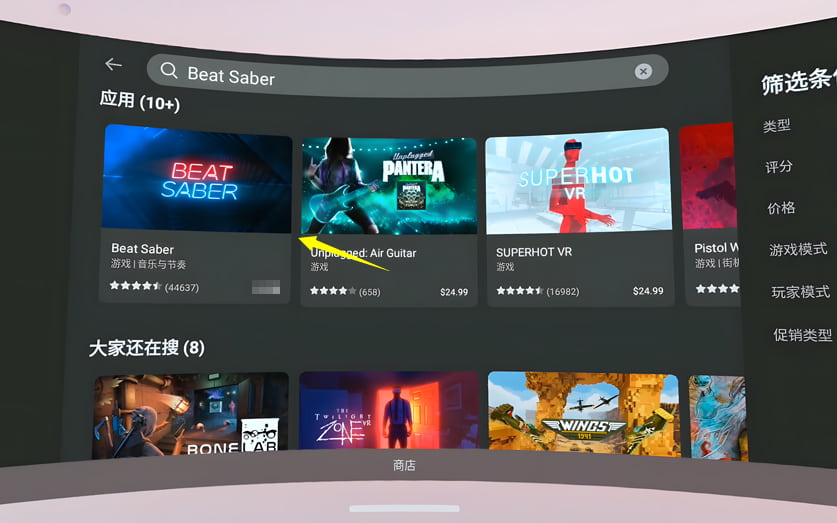 Beat Saber
应用 (10+)
BEAT
SABER
Unplugged
PANTERA
SUPERHOT
VR
Beat Saber
游戏 | 音乐与节奏
(44637)
Unplugged: Air Guitar
游戏
(658)
$24.99
SUPERHOT VR
游戏
(16982)
$24.99
Pistol W
游戏 | 街机
筛选条件
类型
评分
价格
游戏模式
玩家模式
促销类型
大家还在搜 (8)
BONE
LAB
THE
TWILIGHT
ZONE VR
WINGS
1941
商店